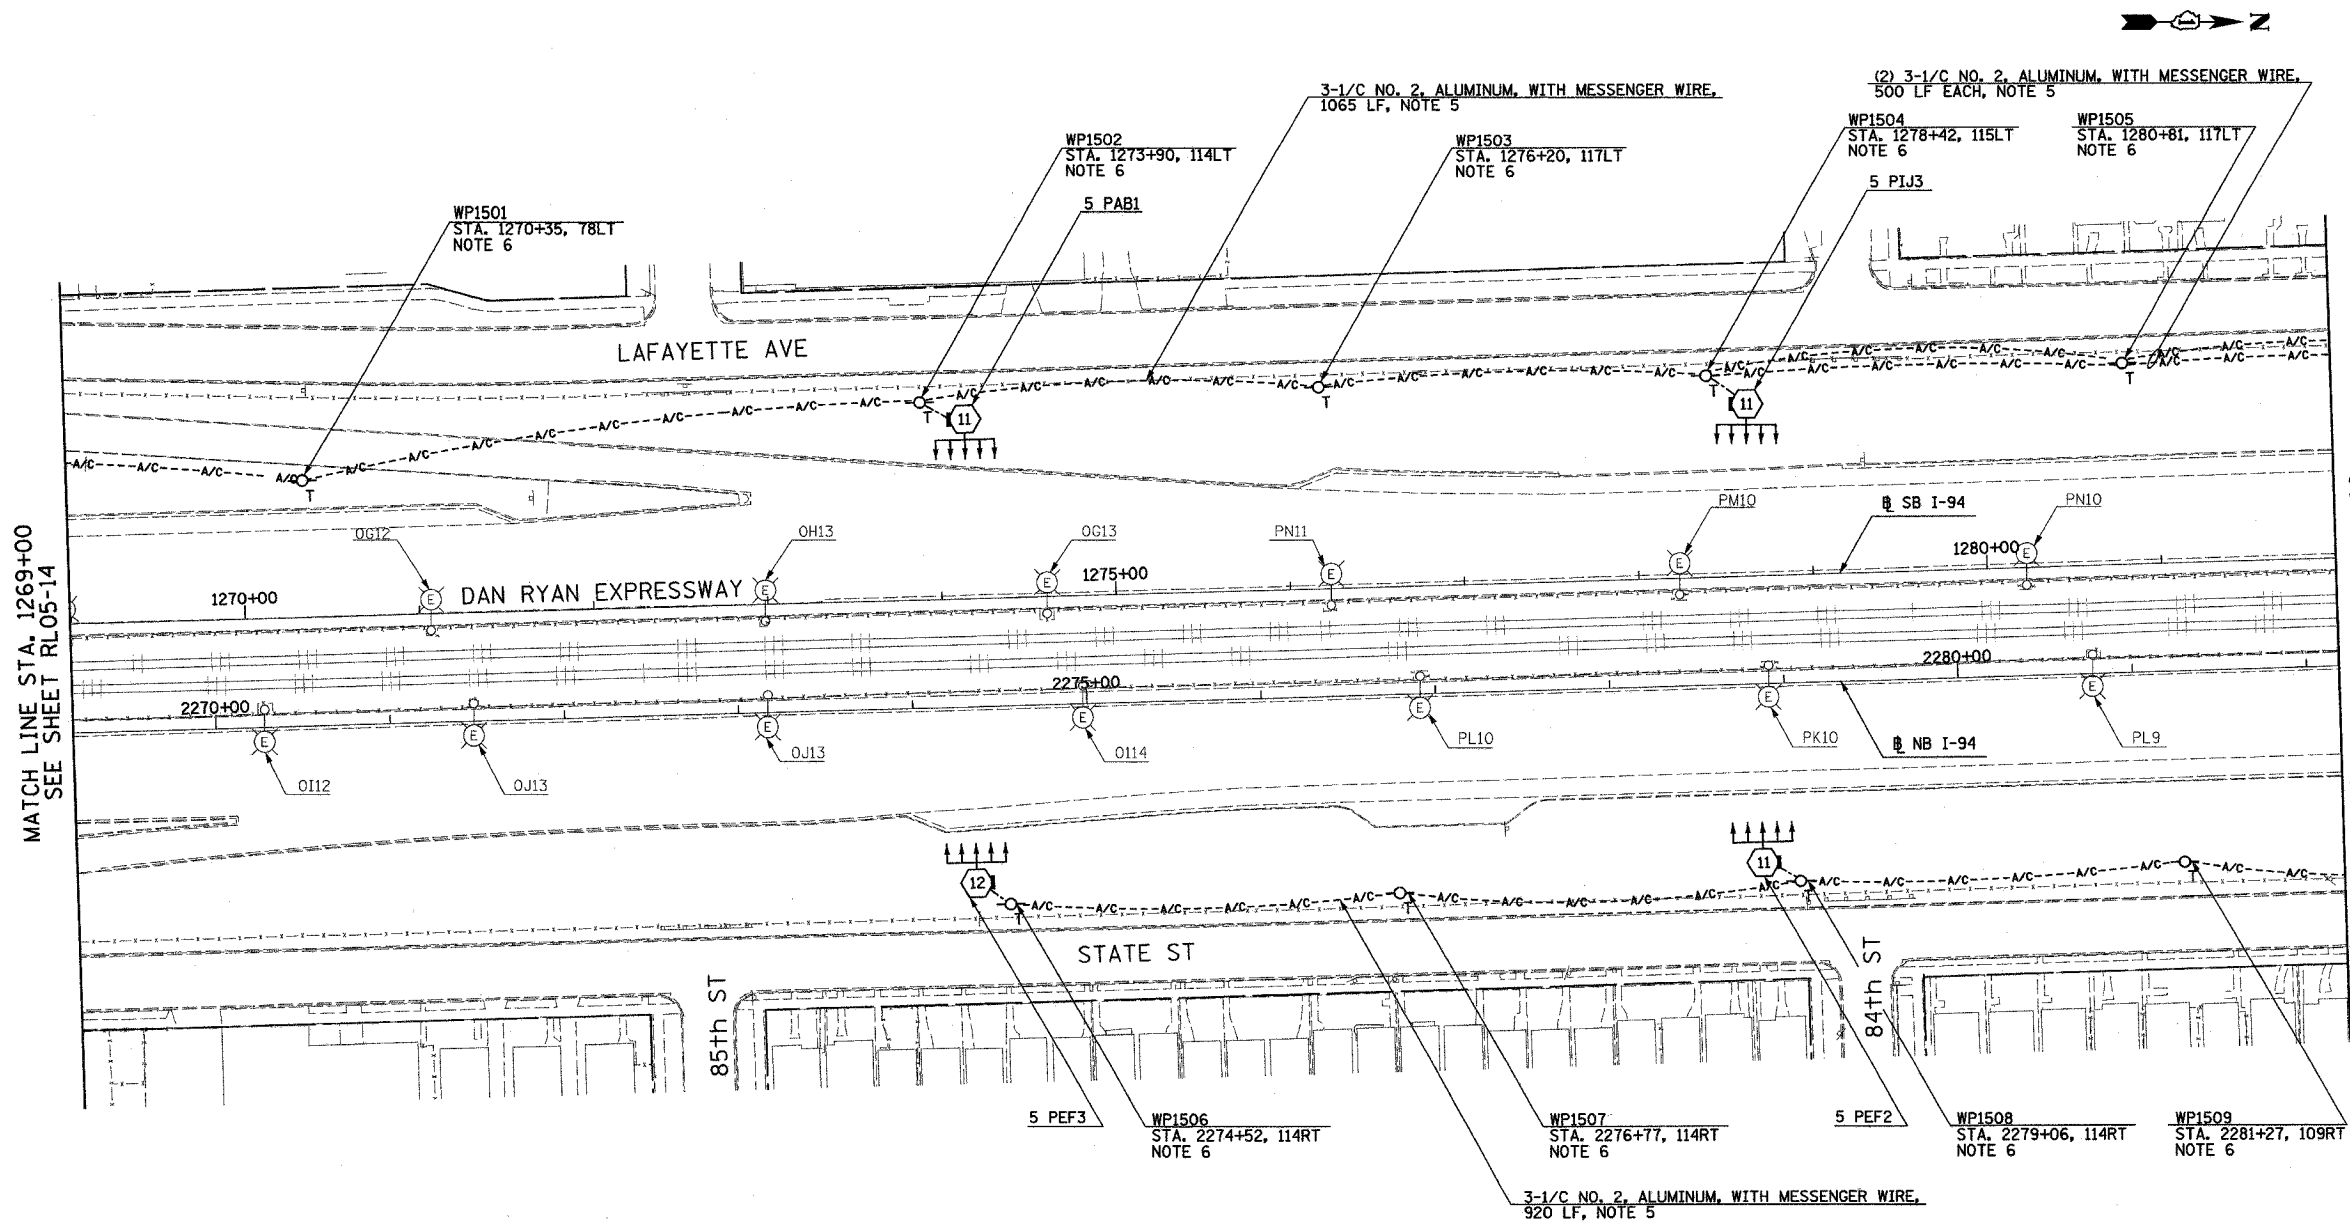 N
(2) 3-1/C NO. 2, ALUMINUM, WITH MESSENGER WIRE,
500 LF EACH, NOTE 5
3-1/C NO. 2, ALUMINUM, WITH MESSENGER WIRE,
1065 LF, NOTE 5
WP1504
STA. 1278+42, 115LT
NOTE 6
WP1505
STA. 1280+81, 117LT
NOTE 6
WP1502
STA. 1273+90, 114LT
NOTE 6
WP1503
STA. 1276+20, 117LT
NOTE 6
5 PIJ3
5 PAB1
WP1501
STA. 1270+35, 78LT
NOTE 6
LAFAYETTE AVE
A/C A/C A/C A/C A/C A/C A/C A/C A/C A/C A/C A/C
A/C A/C A/C A/C A/C A/C A/C A/C A/C A/C A/C A/C
A/C A/C A/C A/C A/C A/C A/C A/C A/C A/C A/C A/C
T T T T T
11 11
MATCH LINE STA. 1269+00
SEE SHEET RL05-14
OG12 OH13 OG13 PN11 PM10 PN10
℄ SB I-94
E E E E E E
1270+00 DAN RYAN EXPRESSWAY 1275+00 1280+00
2270+00 2275+00 2280+00
E E E E E E E
OI12 OJ13 OJ13 OI14 PL10 PK10 PL9
℄ NB I-94
12 11
A/C A/C A/C A/C A/C A/C A/C A/C A/C A/C A/C A/C
A/C A/C A/C A/C A/C A/C A/C A/C
T T T T
STATE ST
85th ST
84th ST
5 PEF3
WP1506
STA. 2274+52, 114RT
NOTE 6
WP1507
STA. 2276+77, 114RT
NOTE 6
5 PEF2
WP1508
STA. 2279+06, 114RT
NOTE 6
WP1509
STA. 2281+27, 109RT
NOTE 6
3-1/C NO. 2, ALUMINUM, WITH MESSENGER WIRE,
920 LF, NOTE 5